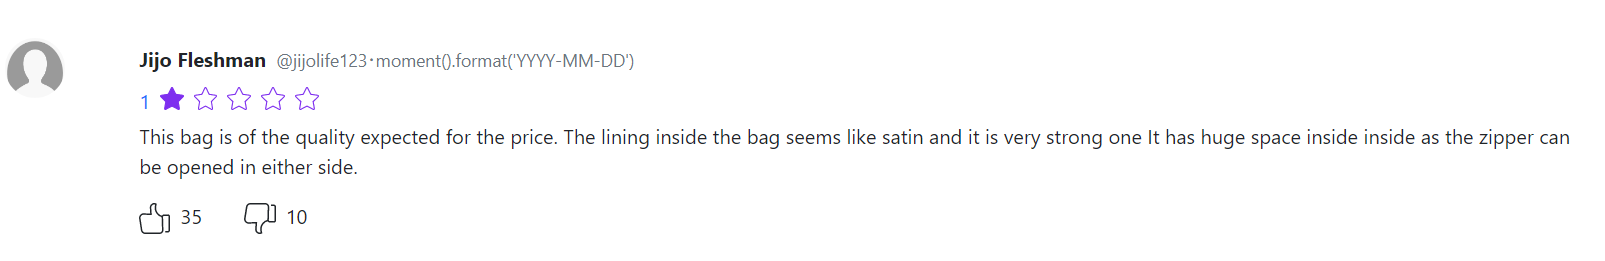 Jijo Fleshman @jijolife123·moment().format('YYYY-MM-DD')
1
This bag is of the quality expected for the price. The lining inside the bag seems like satin and it is very strong one It has huge space inside inside as the zipper can
be opened in either side.
35 10